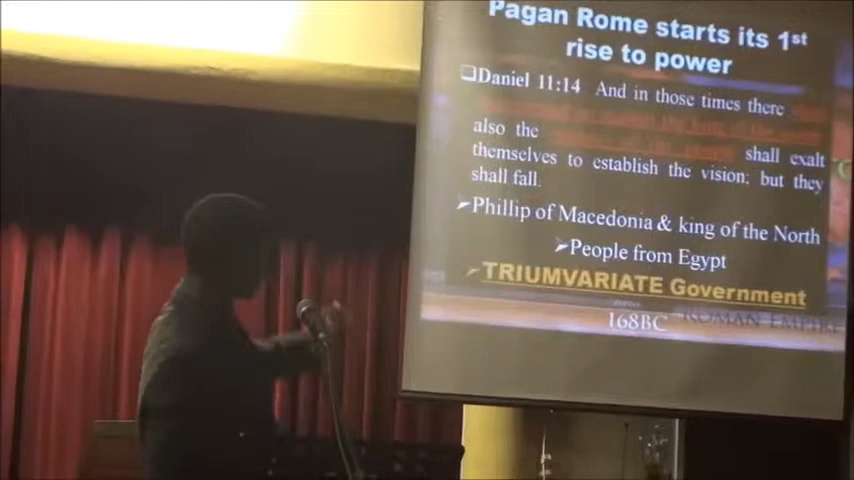 Pagan Rome starts its 1st
rise to power
Daniel 11:14 And in those times there
also the shall exalt
themselves to establish the vision; but they
shall fall.
➢Phillip of Macedonia & king of the North
➢People from Egypt
➢TRIUMVARIATE Government
168BC ROMAN EMPIRE